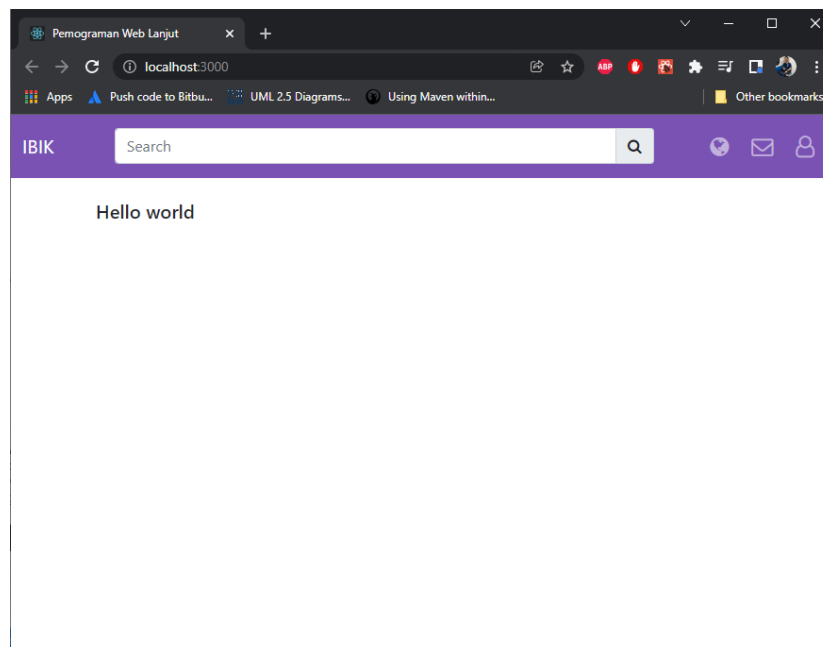 Pemograman Web Lanjut
localhost:3000
ABP
Apps Push code to Bitbu... UML 2.5 Diagrams... Using Maven within... Other bookmarks
IBIK Search
Hello world